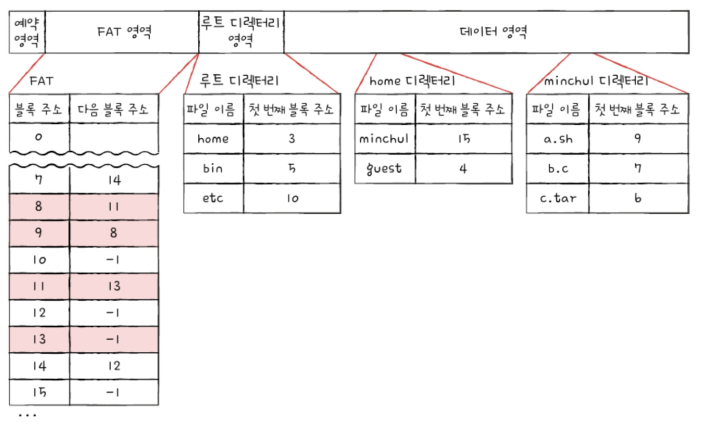 예약
영역
FAT 영역
루트 디렉터리
영역
데이터 영역
FAT
블록 주소 다음 블록 주소
0
7 14
8 11
9 8
10 -1
11 13
12 -1
13 -1
14 12
15 -1
...
루트 디렉터리
파일 이름 첫 번째 블록 주소
home 3
bin 5
etc 10
home 디렉터리
파일 이름 첫 번째 블록 주소
minchul 15
guest 4
minchul 디렉터리
파일 이름 첫 번째 블록 주소
a.sh 9
b.c 7
c.tar 6